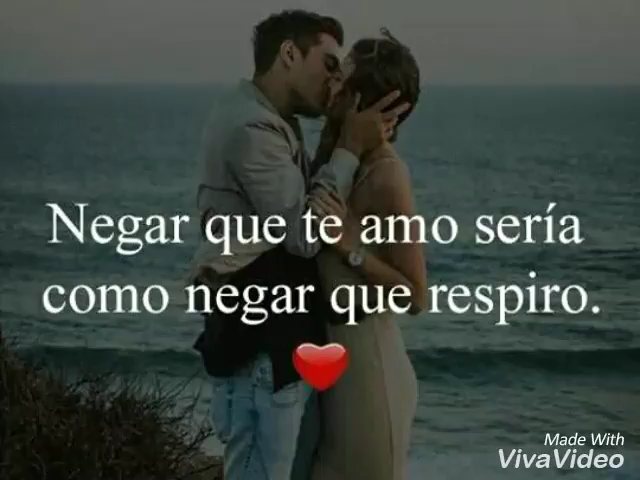 Negar que te amo sería
como negar que respiro.
Made With
VivaVideo